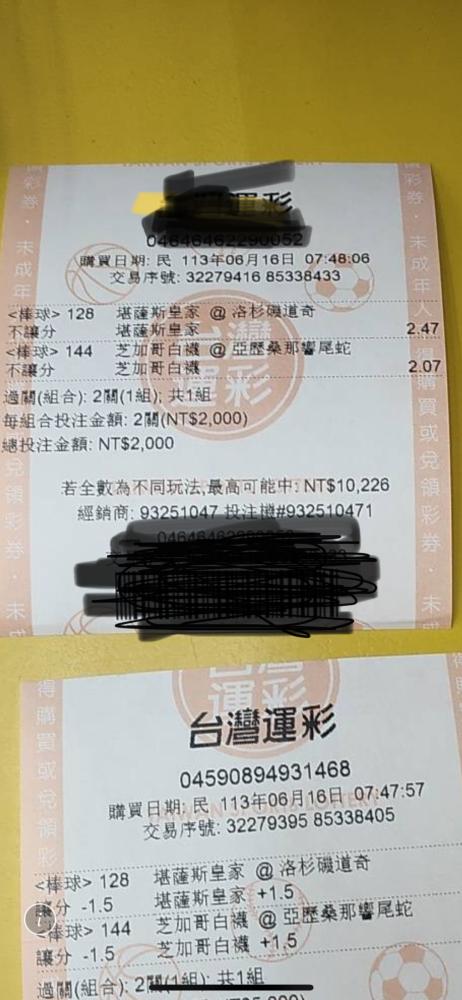 運彩
04646462290052
購買日期: 民 113年06月16日 07:48:06
交易序號: 32279416 85338433
<棒球> 128 堪薩斯皇家 @ 洛杉磯道奇
不讓分 堪薩斯皇家 2.47
<棒球> 144 芝加哥白襪 @ 亞歷桑那響尾蛇
不讓分 芝加哥白襪 2.07
過關(組合): 2關(1組); 共1組
每組合投注金額: 2關(NT$2,000)
總投注金額: NT$2,000
若全數為不同玩法,最高可能中: NT$10,226
經銷商: 93251047 投注機#932510471
台灣運彩
台灣運彩
04590894931468
購買日期: 民 113年06月16日 07:47:57
交易序號: 32279395 85338405
<棒球> 128 堪薩斯皇家 @ 洛杉磯道奇
讓分 -1.5 堪薩斯皇家 +1.5
<棒球> 144 芝加哥白襪 @ 亞歷桑那響尾蛇
讓分 -1.5 芝加哥白襪 +1.5
過關(組合): 2關(1組); 共1組